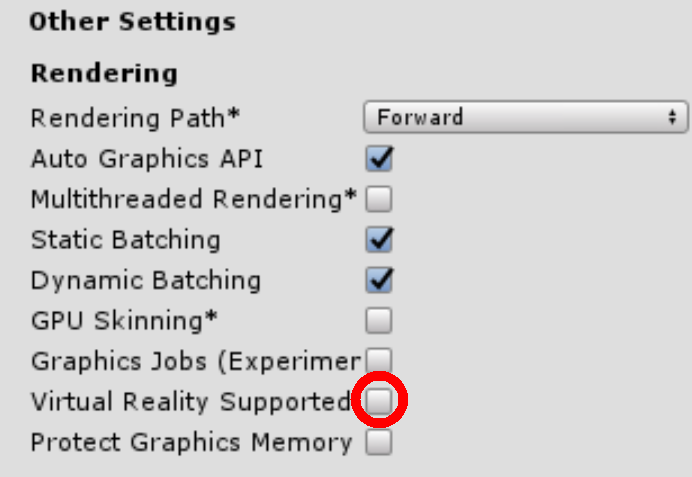 Other Settings
Rendering
Rendering Path* Forward
Auto Graphics API
Multithreaded Rendering*
Static Batching
Dynamic Batching
GPU Skinning*
Graphics Jobs (Experimer
Virtual Reality Supported
Protect Graphics Memory